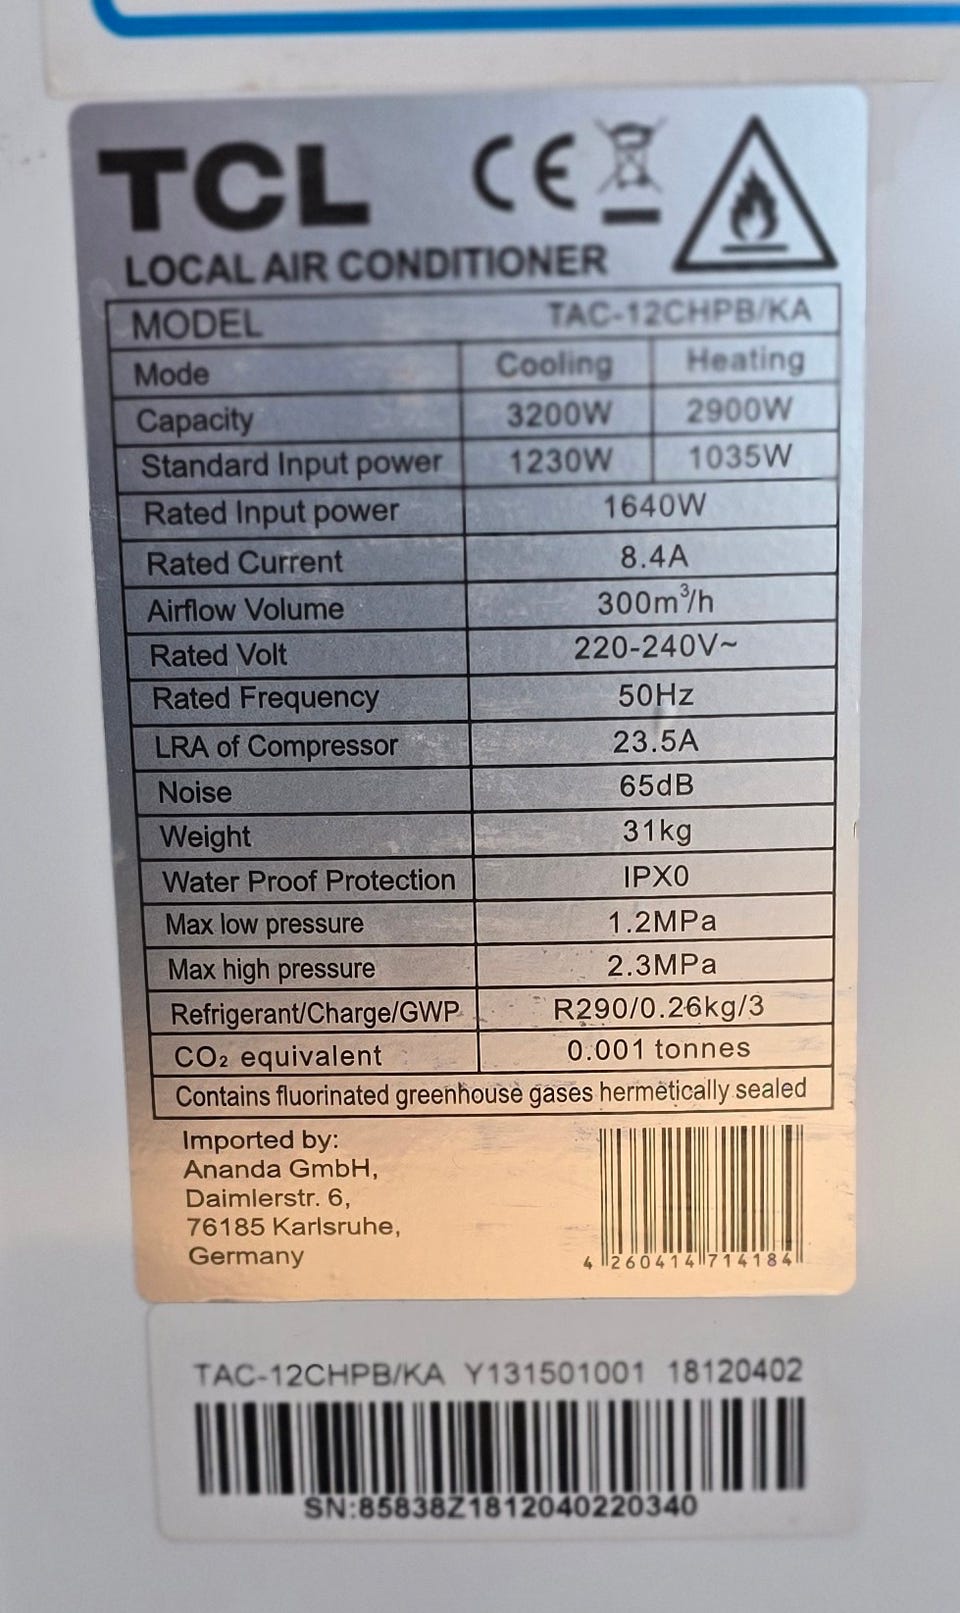 TCL CE
LOCAL AIR CONDITIONER
MODEL TAC-12CHPB/KA
Mode Cooling Heating
Capacity 3200W 2900W
Standard Input power 1230W 1035W
Rated Input power 1640W
Rated Current 8.4A
Airflow Volume 300m³/h
Rated Volt 220-240V~
Rated Frequency 50Hz
LRA of Compressor 23.5A
Noise 65dB
Weight 31kg
Water Proof Protection IPX0
Max low pressure 1.2MPa
Max high pressure 2.3MPa
Refrigerant/Charge/GWP R290/0.26kg/3
CO₂ equivalent 0.001 tonnes
Contains fluorinated greenhouse gases hermetically sealed
Imported by:
Ananda GmbH,
Daimlerstr. 6,
76185 Karlsruhe,
Germany
4 260414 714184
TAC-12CHPB/KA Y131501001 18120402
SN:85838Z1812040220340